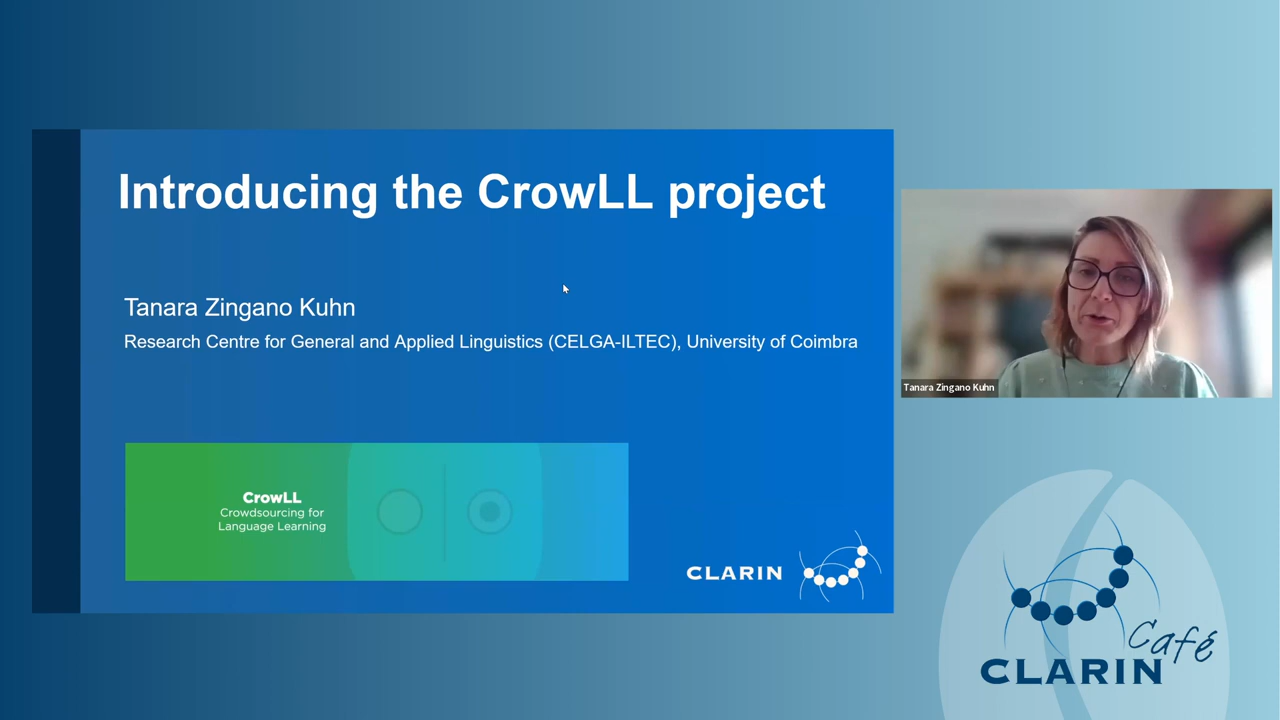 Introducing the CrowLL project
Tanara Zingano Kuhn
Research Centre for General and Applied Linguistics (CELGA-ILTEC), University of Coimbra
CrowLL
Crowdsourcing for
Language Learning
CLARIN
Tanara Zingano Kuhn
Café
CLARIN